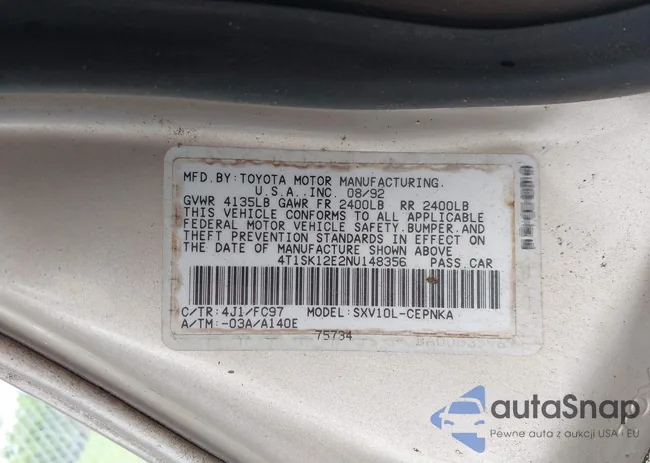 MFD.BY:TOYOTA MOTOR MANUFACTURING.
U.S.A.,INC. 08/92
GVWR 4135LB GAWR FR 2400LB RR 2400LB
THIS VEHICLE CONFORMS TO ALL APPLICABLE
FEDERAL MOTOR VEHICLE SAFETY.BUMPER.AND
THEFT PREVENTION STANDARDS IN EFFECT ON
THE DATE OF MANUFACTURE SHOWN ABOVE
4T1SK12E2NU148356 PASS.CAR
C/TR:4J1/FC97 MODEL:SXV10L-CEPNKA
A/TM:-03A/A140E
75734
autoSnap
Pewne auta z aukcji USA i EU